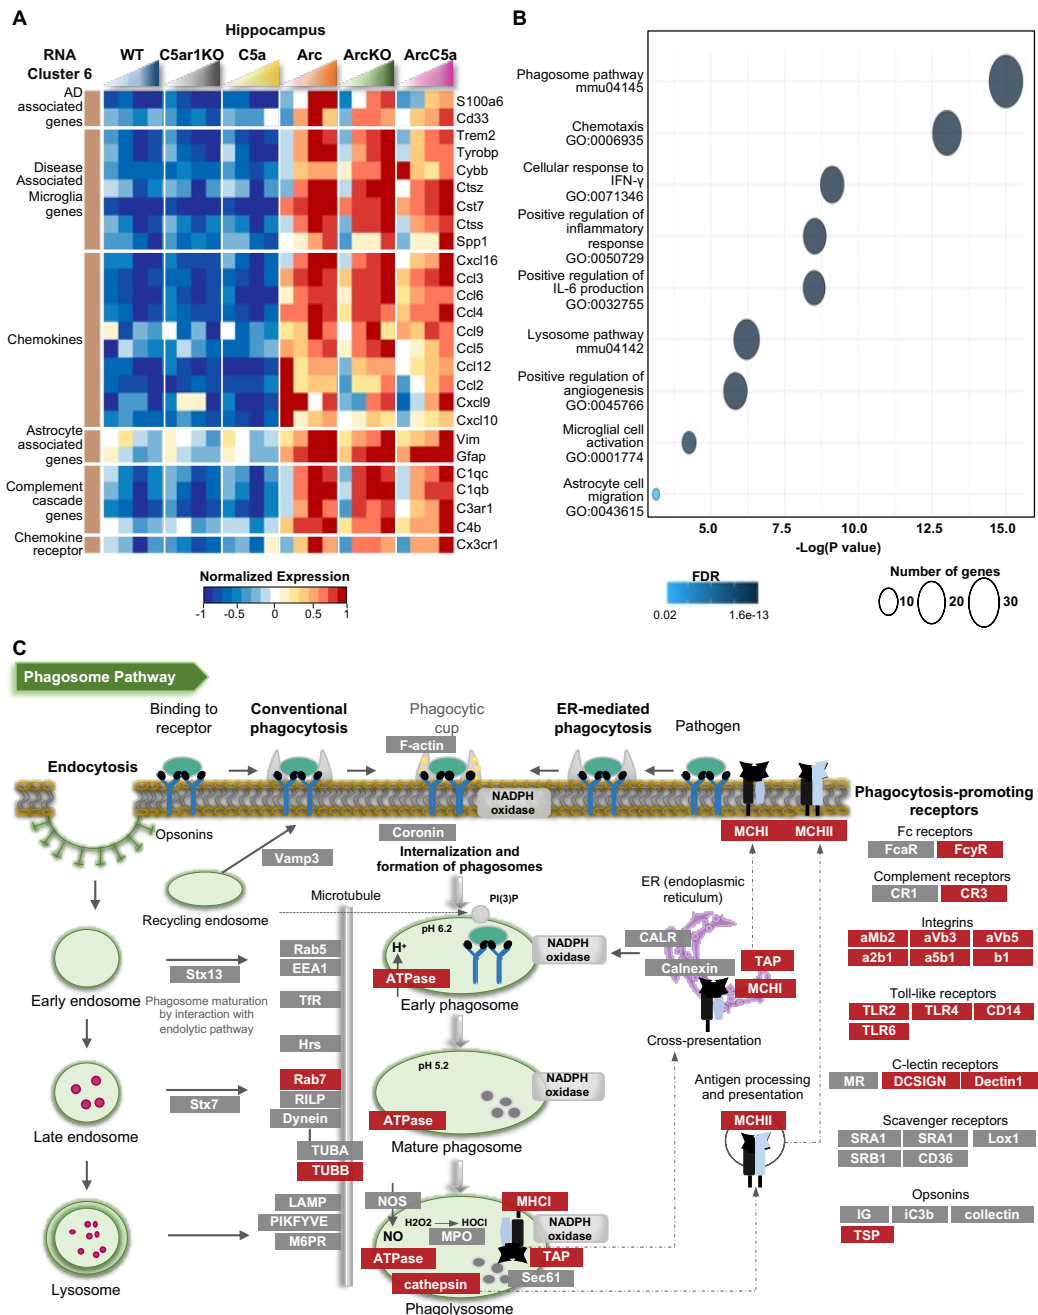 A
Hippocampus
RNA
Cluster 6
WT
C5ar1KO
C5a
Arc
ArcKO
ArcC5a
AD
associated
genes
S100a6
Cd33
Disease
Associated
Microglia
genes
Trem2
Tyrobp
Cybb
Ctsz
Cst7
Ctss
Spp1
Chemokines
Cxcl16
Ccl3
Ccl6
Ccl4
Ccl9
Ccl5
Ccl12
Ccl2
Cxcl9
Cxcl10
Astrocyte
associated
genes
Vim
Gfap
Complement
cascade
genes
C1qc
C1qb
C3ar1
C4b
Chemokine
receptor
Cx3cr1
Normalized Expression
-1 -0.5 0 0.5 1
B
Phagosome pathway
mmu04145
Chemotaxis
GO:0006935
Cellular response to
IFN-γ
GO:0071346
Positive regulation of
inflammatory
response
GO:0050729
Positive regulation of
IL-6 production
GO:0032755
Lysosome pathway
mmu04142
Positive regulation of
angiogenesis
GO:0045766
Microglial cell
activation
GO:0001774
Astrocyte cell
migration
GO:0043615
5.0 7.5 10.0 12.5 15.0
-Log(P value)
FDR
0.02 1.6e-13
Number of genes
10 20 30
C
Phagosome Pathway
Binding to
receptor
Conventional
phagocytosis
Phagocytic
cup
F-actin
ER-mediated
phagocytosis
Pathogen
Endocytosis
NADPH
oxidase
Opsonins
Vamp3
Recycling endosome
Coronin
Internalization and
formation of phagosomes
MCHI
MCHII
Microtubule
PI(3)P
pH 6.2
H+
ATPase
NADPH
oxidase
Early phagosome
ER (endoplasmic
reticulum)
CALR
Calnexin
TAP
MCHI
Cross-presentation
Early endosome
Stx13
Phagosome maturation
by interaction with
endolytic pathway
Rab5
EEA1
TfR
Hrs
Rab7
RILP
Dynein
TUBA
TUBB
LAMP
PIKFYVE
M6PR
Late endosome
Stx7
Lysosome
pH 5.2
ATPase
NADPH
oxidase
Mature phagosome
Antigen processing
and presentation
MCHII
NOS
NO
H2O2
HOCl
MPO
MHCI
NADPH
oxidase
ATPase
TAP
Sec61
cathepsin
Phagolysosome
Phagocytosis-promoting
receptors
Fc receptors
FcaR FcyR
Complement receptors
CR1 CR3
Integrins
aMb2 aVb3 aVb5
a2b1 a5b1 b1
Toll-like receptors
TLR2 TLR4 CD14
TLR6
C-lectin receptors
MR DCSIGN Dectin1
Scavenger receptors
SRA1 SRA1 Lox1
SRB1 CD36
Opsonins
IG iC3b collectin
TSP